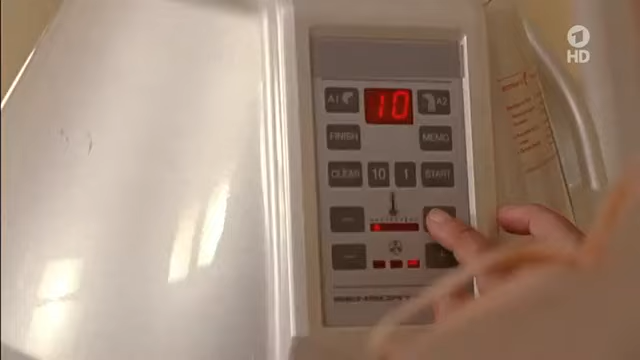 1
HD
A1 10 A2
FINISH MEMO
CLEAR 10 1 START